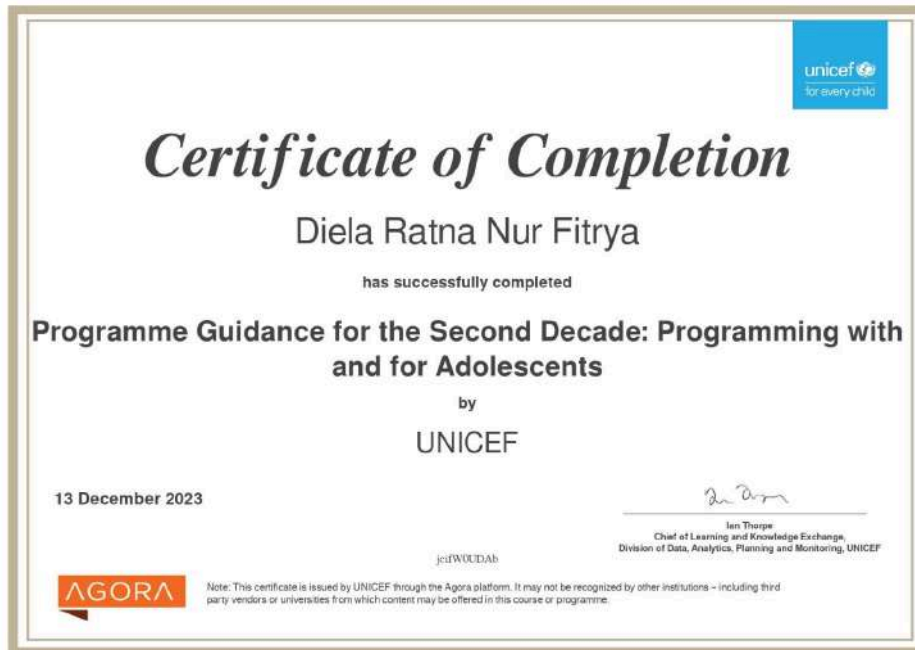 unicef
for every child
Certificate of Completion
Diela Ratna Nur Fitrya
has successfully completed
Programme Guidance for the Second Decade: Programming with
and for Adolescents
by
UNICEF
13 December 2023
Ian Thorpe
Chief of Learning and Knowledge Exchange,
Division of Data, Analytics, Planning and Monitoring, UNICEF
jcifW0UDAb
AGORA
Note: This certificate is issued by UNICEF through the Agora platform. It may not be recognized by other institutions – including third
party vendors or universities from which content may be offered in this course or programme.